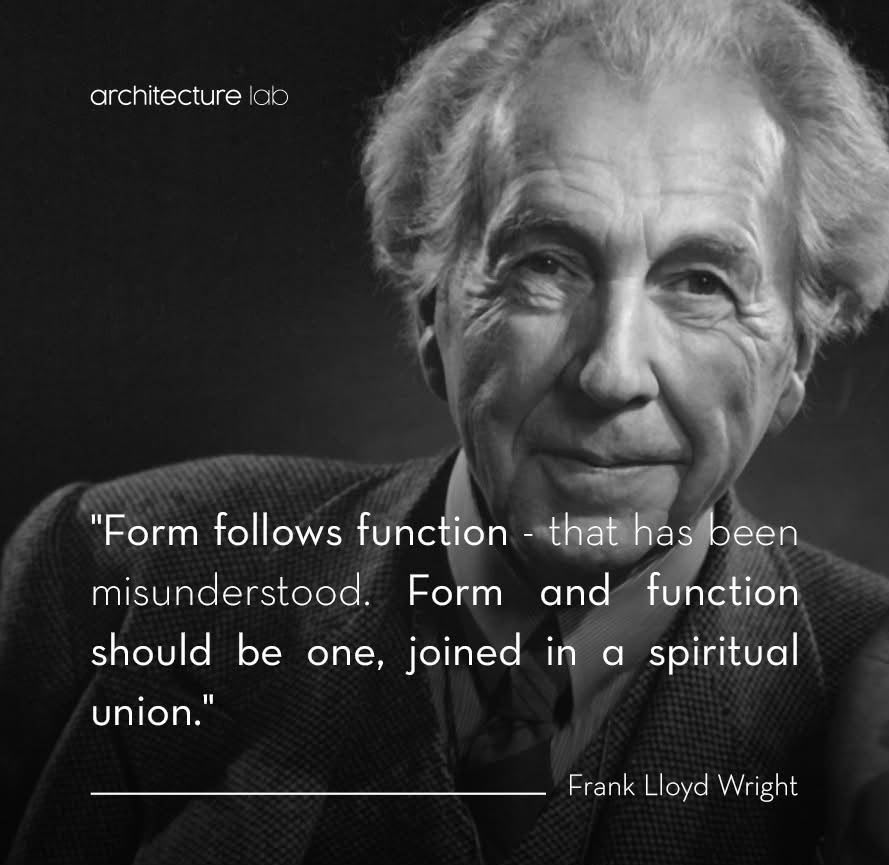 architecture lab
"Form follows function - that has been
misunderstood. Form and function
should be one, joined in a spiritual
union."
Frank Lloyd Wright